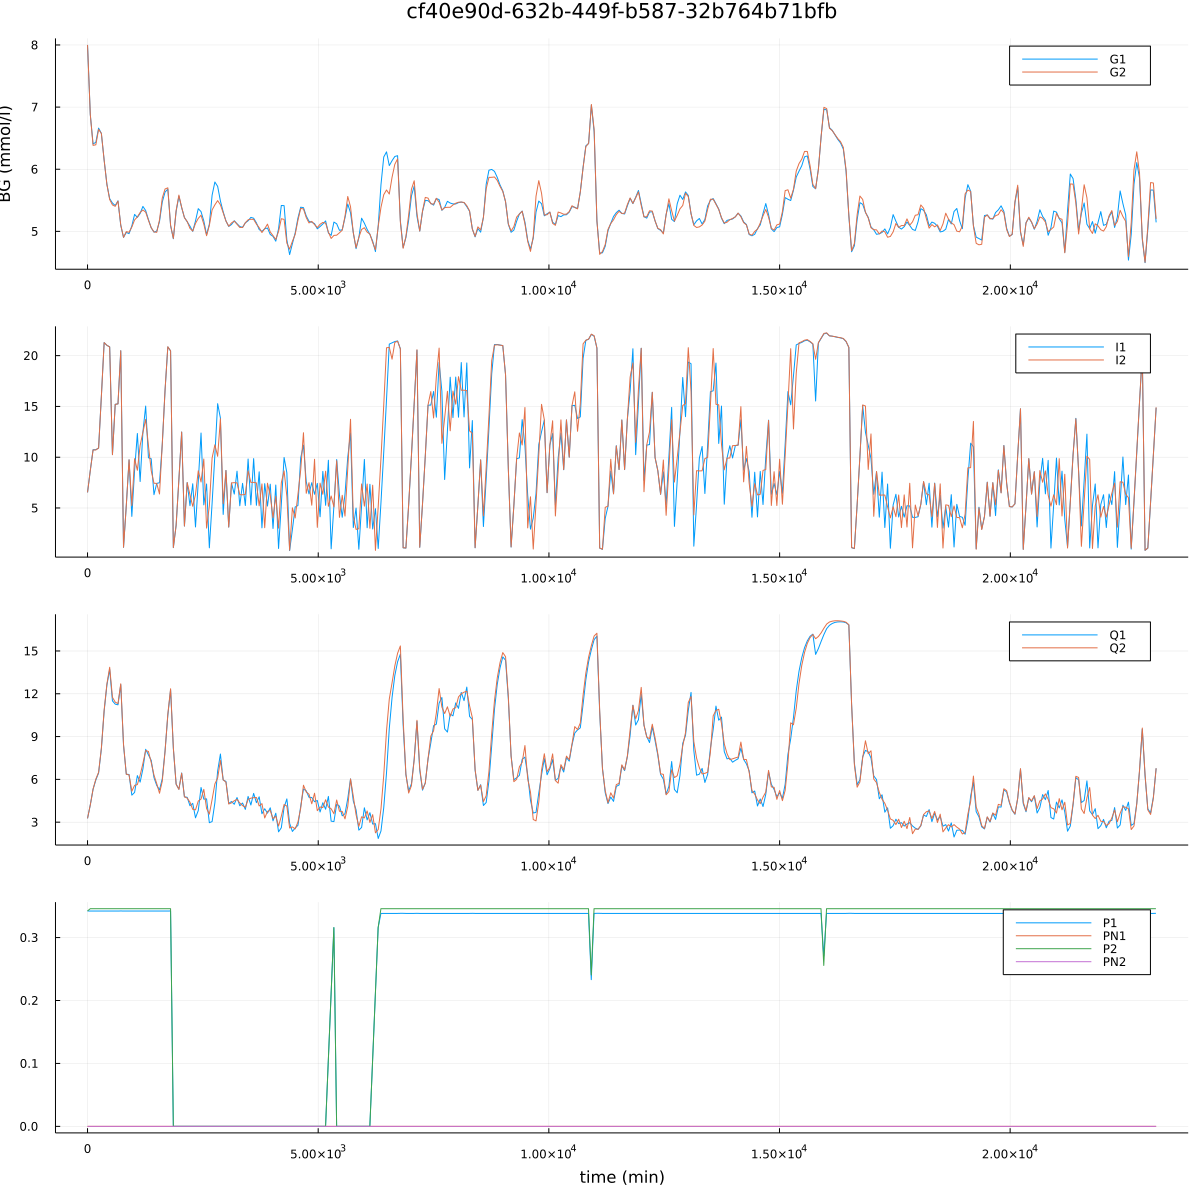 cf40e90d-632b-449f-b587-32b764b71bfb
BG (mmol/l)
8
7
6
5
G1
G2
0
5.00×10³
1.00×10⁴
1.50×10⁴
2.00×10⁴
20
15
10
5
I1
I2
0
5.00×10³
1.00×10⁴
1.50×10⁴
2.00×10⁴
15
12
9
6
3
Q1
Q2
0
5.00×10³
1.00×10⁴
1.50×10⁴
2.00×10⁴
0.3
0.2
0.1
0.0
P1
PN1
P2
PN2
0
5.00×10³
1.00×10⁴
1.50×10⁴
2.00×10⁴
time (min)